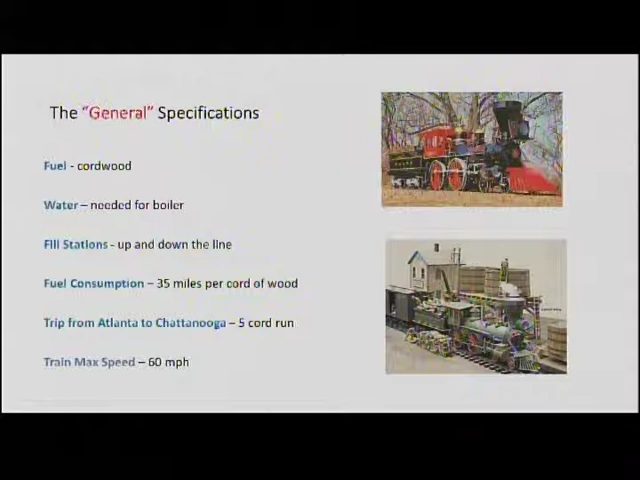 The "General" Specifications
Fuel - cordwood
Water – needed for boiler
Fill Stations - up and down the line
Fuel Consumption – 35 miles per cord of wood
Trip from Atlanta to Chattanooga – 5 cord run
Train Max Speed – 60 mph